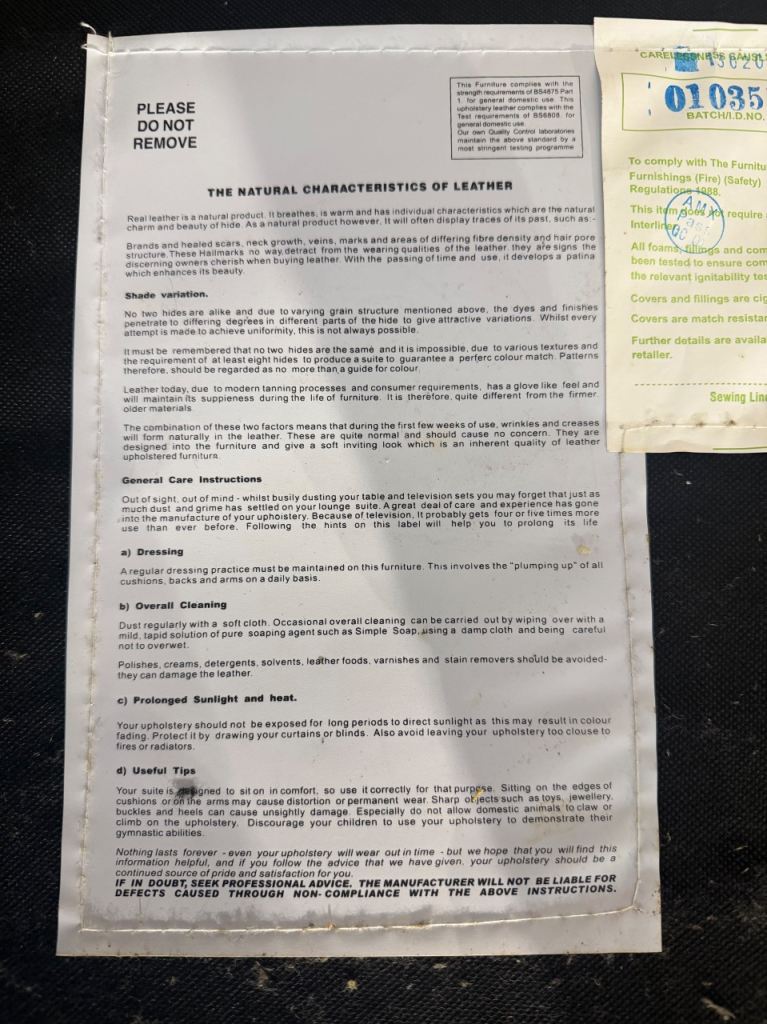 PLEASE
DO NOT
REMOVE
This Furniture complies with the
strength requirements of BS4875 Part
1. for general domestic use. This
upholstery leather complies with the
Test requirements of BS6608. for
general domestic use.
Our own Quality Control laboratories
maintain the above standard by a
most stringent testing programme
THE NATURAL CHARACTERISTICS OF LEATHER
Real leather is a natural product. It breathes, is warm and has individual characteristics which are the natural
charm and beauty of hide. As a natural product however, It will often display traces of its past, such as:-
Brands and healed scars, neck growth, veins, marks and areas of differing fibre density and hair pore
structure. These Hallmarks no way, detract from the wearing qualities of the leather they are signs the
discerning owners cherish when buying leather. With the passing of time and use, it develops a patina
which enhances its beauty.
Shade variation.
No two hides are alike and due to varying grain structure mentioned above, the dyes and finishes
penetrate to differing degrees in different parts of the hide to give attractive variations. Whilst every
attempt is made to achieve uniformity, this is not always possible.
It must be remembered that no two hides are the same and it is impossible, due to various textures and
the requirement of at least eight hides to produce a suite to guarantee a perferc colour match. Patterns
therefore, should be regarded as no more than a guide for colour.
Leather today, due to modern tanning processes and consumer requirements, has a glove like feel and
will maintain its suppieness during the life of furniture. It is therefore, quite different from the firmer.
older materials.
The combination of these two factors means that during the first few weeks of use, wrinkles and creases
will form naturally in the leather. These are quite normal and should cause no concern. They are
designed into the furniture and give a soft inviting look which is an inherent quality of leather
upholstered furniture.
General Care Instructions
Out of sight, out of mind - whilst busily dusting your table and television sets you may forget that just as
much dust and grime has settled on your lounge suite. A great deal of care and experience has gone
into the manufacture of your uphoistery. Because of television, It probably gets four or five times more
use than ever before. Following the hints on this label will help you to prolong its life
a) Dressing
A regular dressing practice must be maintained on this furniture. This involves the "plumping up" of all
cushions, backs and arms on a daily basis.
b) Overall Cleaning
Dust regularly with a soft cloth. Occasional overall cleaning can be carried out by wiping over with a
mild, tapid solution of pure soaping agent such as Simple Soap, using a damp cloth and being careful
not to overwet.
Polishes, creams, detergents, solvents, leather foods, varnishes and stain removers should be avoided-
they can damage the leather.
c) Prolonged Sunlight and heat.
Your upholstery should not be exposed for long periods to direct sunlight as this may result in colour
fading. Protect it by drawing your curtains or blinds. Also avoid leaving your upholstery too clouse to
fires or radiators.
d) Useful Tips
Your suite is designed to sit on in comfort, so use it correctly for that purpose. Sitting on the edges of
cushions or on the arms may cause distortion or permanent wear. Sharp objects such as toys, jewellery,
buckles and heels can cause unsightly damage. Especially do not allow domestic animals to claw or
climb on the upholstery. Discourage your children to use your upholstery to demonstrate their
gymnastic abilities.
Nothing lasts forever - even your upholstery will wear out in time - but we hope that you will find this
information helpful, and if you follow the advice that we have given, your upholstery should be a
continued source of pride and satisfaction for you.
IF IN DOUBT, SEEK PROFESSIONAL ADVICE. THE MANUFACTURER WILL NOT BE LIABLE FOR
DEFECTS CAUSED THROUGH NON-COMPLIANCE WITH THE ABOVE INSTRUCTIONS.
CARELESSNESS CAUS
01035
BATCH/I.D.NO.
To comply with The Furnitu
Furnishings (Fire) (Safety)
Regulations 1988.
This item does not require
Interliner
All foams, fillings and com
been tested to ensure com
the relevant ignitability tes
Covers and fillings are cig
Covers are match resistan
Further details are availa
retailer.
Sewing Line